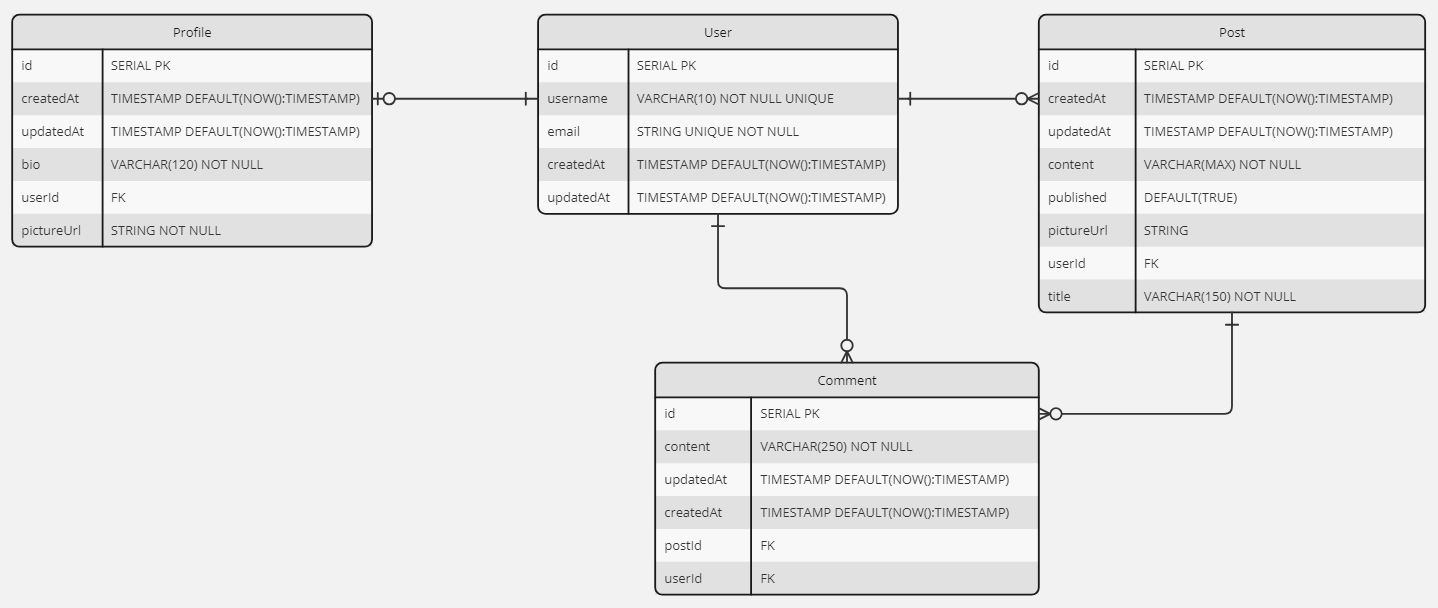 Profile
id SERIAL PK
createdAt TIMESTAMP DEFAULT(NOW():TIMESTAMP)
updatedAt TIMESTAMP DEFAULT(NOW():TIMESTAMP)
bio VARCHAR(120) NOT NULL
userId FK
pictureUrl STRING NOT NULL
User
id SERIAL PK
username VARCHAR(10) NOT NULL UNIQUE
email STRING UNIQUE NOT NULL
createdAt TIMESTAMP DEFAULT(NOW():TIMESTAMP)
updatedAt TIMESTAMP DEFAULT(NOW():TIMESTAMP)
Post
id SERIAL PK
createdAt TIMESTAMP DEFAULT(NOW():TIMESTAMP)
updatedAt TIMESTAMP DEFAULT(NOW():TIMESTAMP)
content VARCHAR(MAX) NOT NULL
published DEFAULT(TRUE)
pictureUrl STRING
userId FK
title VARCHAR(150) NOT NULL
Comment
id SERIAL PK
content VARCHAR(250) NOT NULL
updatedAt TIMESTAMP DEFAULT(NOW():TIMESTAMP)
createdAt TIMESTAMP DEFAULT(NOW():TIMESTAMP)
postId FK
userId FK